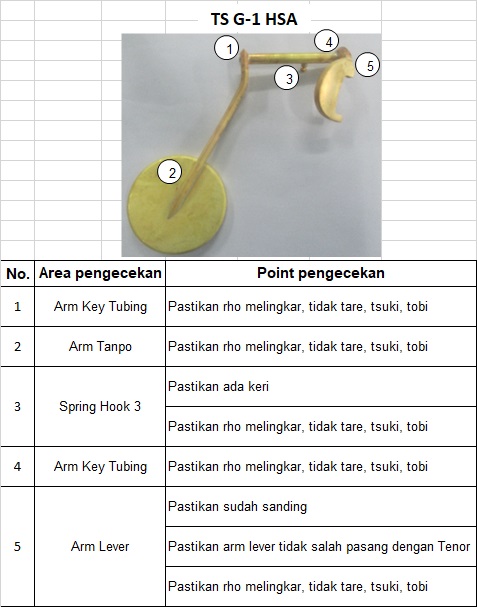 TS G-1 HSA
1
4
5
3
2
No. Area pengecekan Point pengecekan
1 Arm Key Tubing Pastikan rho melingkar, tidak tare, tsuki, tobi
2 Arm Tanpo Pastikan rho melingkar, tidak tare, tsuki, tobi
3 Spring Hook 3 Pastikan ada keri
Pastikan rho melingkar, tidak tare, tsuki, tobi
4 Arm Key Tubing Pastikan rho melingkar, tidak tare, tsuki, tobi
5 Arm Lever Pastikan sudah sanding
Pastikan arm lever tidak salah pasang dengan Tenor
Pastikan rho melingkar, tidak tare, tsuki, tobi